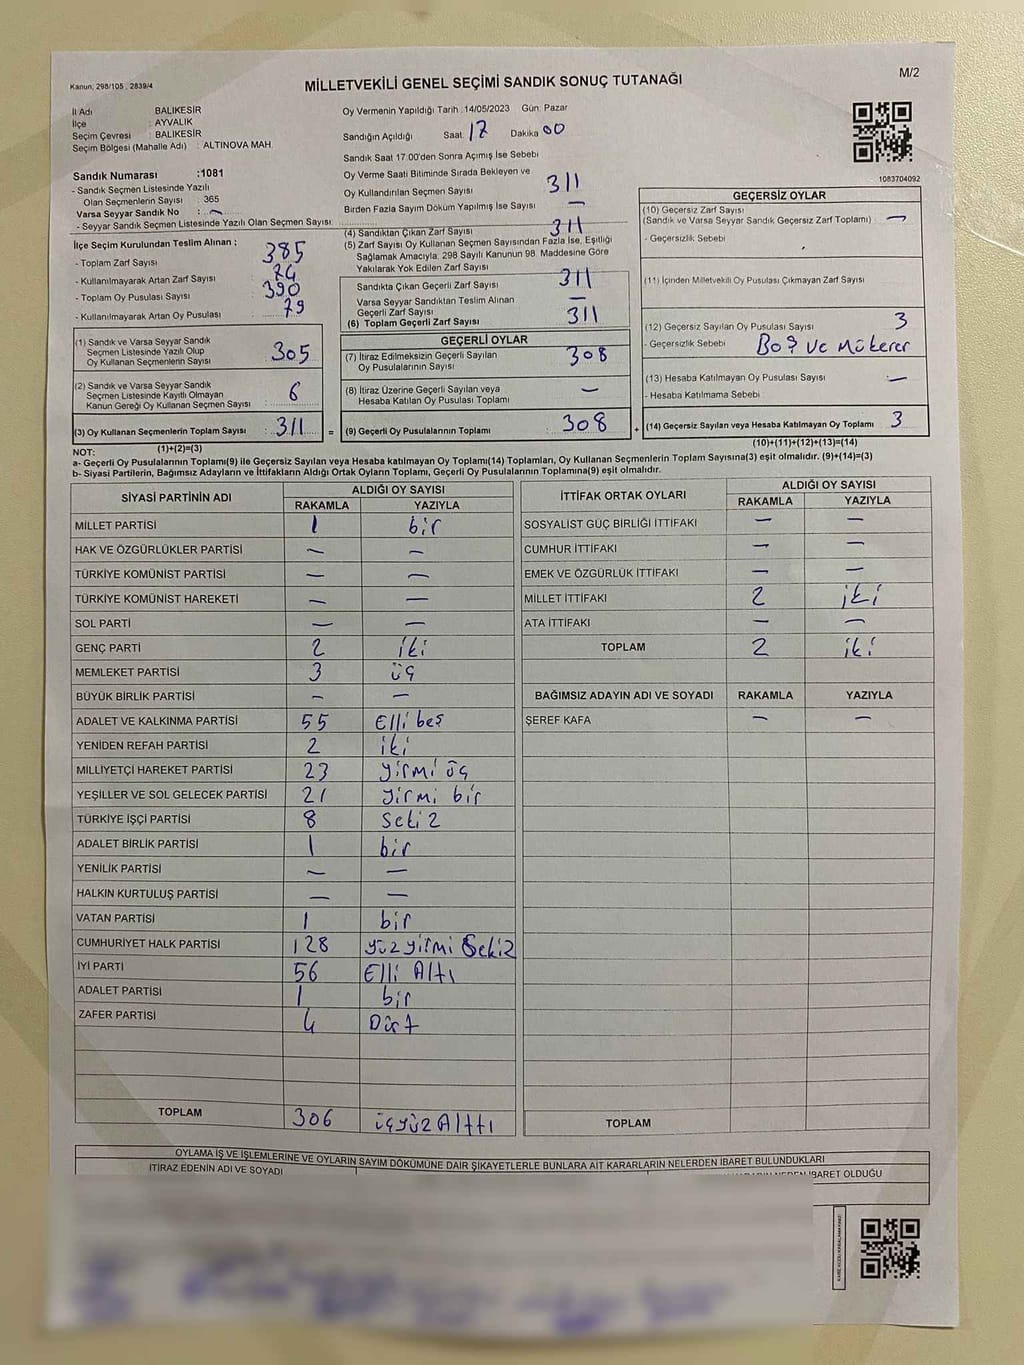 Kanun, 298/105 , 2839/4
MİLLETVEKİLİ GENEL SEÇİMİ SANDIK SONUÇ TUTANAĞI
M/2
İl Adı : BALIKESİR
İlçe : AYVALIK
Seçim Çevresi : BALIKESİR
Seçim Bölgesi (Mahalle Adı) : ALTINOVA MAH.
Sandık Numarası :1081
- Sandık Seçmen Listesinde Yazılı
Olan Seçmenlerin Sayısı : 365
Varsa Seyyar Sandık No : –
- Seyyar Sandık Seçmen Listesinde Yazılı Olan Seçmen Sayısı:
İlçe Seçim Kurulundan Teslim Alınan ;
- Toplam Zarf Sayısı : 385
- Kullanılmayarak Artan Zarf Sayısı : 74
- Toplam Oy Pusulası Sayısı : 390
- Kullanılmayarak Artan Oy Pusulası : 79
(1) Sandık ve Varsa Seyyar Sandık
Seçmen Listesinde Yazılı Olup
Oy Kullanan Seçmenlerin Sayısı : 305
(2) Sandık ve Varsa Seyyar Sandık
Seçmen Listesinde Kayıtlı Olmayan
Kanun Gereği Oy Kullanan Seçmen Sayısı : 6
(3) Oy Kullanan Seçmenlerin Toplam Sayısı : 311 =
(1)+(2)=(3)
Oy Vermenin Yapıldığı Tarih : 14/05/2023 Gün: Pazar
Sandığın Açıldığı Saat 17 Dakika 00
Sandık Saat 17:00'den Sonra Açımış İse Sebebi
Oy Verme Saati Bitiminde Sırada Bekleyen ve
Oy Kullandırılan Seçmen Sayısı 311
Birden Fazla Sayım Döküm Yapılmış İse Sayısı –
(4) Sandıktan Çıkan Zarf Sayısı 311
(5) Zarf Sayısı Oy Kullanan Seçmen Sayısından Fazla İse, Eşitliği
Sağlamak Amacıyla, 298 Sayılı Kanunun 98. Maddesine Göre
Yakılarak Yok Edilen Zarf Sayısı
Sandıkta Çıkan Geçerli Zarf Sayısı 311
Varsa Seyyar Sandıktan Teslim Alınan
Geçerli Zarf Sayısı –
(6) Toplam Geçerli Zarf Sayısı 311
GEÇERLİ OYLAR
(7) İtiraz Edilmeksizin Geçerli Sayılan
Oy Pusulalarının Sayısı 308
(8) İtiraz Üzerine Geçerli Sayılan veya
Hesaba Katılan Oy Pusulası Toplamı –
(9) Geçerli Oy Pusulalarının Toplamı 308 +
1083704092
GEÇERSİZ OYLAR
(10) Geçersiz Zarf Sayısı
(Sandık ve Varsa Seyyar Sandık Geçersiz Zarf Toplamı) –
- Geçersizlik Sebebi
(11) İçinden Milletvekili Oy Pusulası Çıkmayan Zarf Sayısı
(12) Geçersiz Sayılan Oy Pusulası Sayısı 3
- Geçersizlik Sebebi Boş ve Mükerer
(13) Hesaba Katılmayan Oy Pusulası Sayısı –
- Hesaba Katılmama Sebebi
(14) Geçersiz Sayılan veya Hesaba Katılmayan Oy Toplamı 3
(10)+(11)+(12)+(13)=(14)
NOT:
a- Geçerli Oy Pusulalarının Toplamı(9) ile Geçersiz Sayılan veya Hesaba katılmayan Oy Toplamı(14) Toplamları, Oy Kullanan Seçmenlerin Toplam Sayısına(3) eşit olmalıdır. (9)+(14)=(3)
b- Siyasi Partilerin, Bağımsız Adayların ve İttifakların Aldığı Ortak Oyların Toplamı, Geçerli Oy Pusulalarının Toplamına(9) eşit olmalıdır.
SİYASİ PARTİNİN ADI ALDIĞI OY SAYISI
RAKAMLA YAZIYLA
MİLLET PARTİSİ 1 bir
HAK VE ÖZGÜRLÜKLER PARTİSİ – –
TÜRKİYE KOMÜNİST PARTİSİ – –
TÜRKİYE KOMÜNİST HAREKETİ – –
SOL PARTİ – –
GENÇ PARTİ 2 iki
MEMLEKET PARTİSİ 3 üç
BÜYÜK BİRLİK PARTİSİ – –
ADALET VE KALKINMA PARTİSİ 55 Elli beş
YENİDEN REFAH PARTİSİ 2 iki
MİLLİYETÇİ HAREKET PARTİSİ 23 yirmi üç
YEŞİLLER VE SOL GELECEK PARTİSİ 21 yirmi bir
TÜRKİYE İŞÇİ PARTİSİ 8 Sekiz
ADALET BİRLİK PARTİSİ 1 bir
YENİLİK PARTİSİ – –
HALKIN KURTULUŞ PARTİSİ – –
VATAN PARTİSİ 1 bir
CUMHURİYET HALK PARTİSİ 128 yüz yirmi Sekiz
İYİ PARTİ 56 Elli Altı
ADALET PARTİSİ 1 bir
ZAFER PARTİSİ 4 Dört
TOPLAM 306 üçyüz Altı
İTTİFAK ORTAK OYLARI ALDIĞI OY SAYISI
RAKAMLA YAZIYLA
SOSYALİST GÜÇ BİRLİĞİ İTTİFAKI – –
CUMHUR İTTİFAKI – –
EMEK VE ÖZGÜRLÜK İTTİFAKI – –
MİLLET İTTİFAKI 2 iki
ATA İTTİFAKI – –
TOPLAM 2 iki
BAĞIMSIZ ADAYIN ADI VE SOYADI RAKAMLA YAZIYLA
ŞEREF KAFA – –
TOPLAM
OYLAMA İŞ VE İŞLEMLERİNE VE OYLARIN SAYIM DÖKÜMÜNE DAİR ŞİKAYETLERLE BUNLARA AİT KARARLARIN NELERDEN İBARET BULUNDUKLARI
İTİRAZ EDENİN ADI VE SOYADI
İBARET OLDUĞU